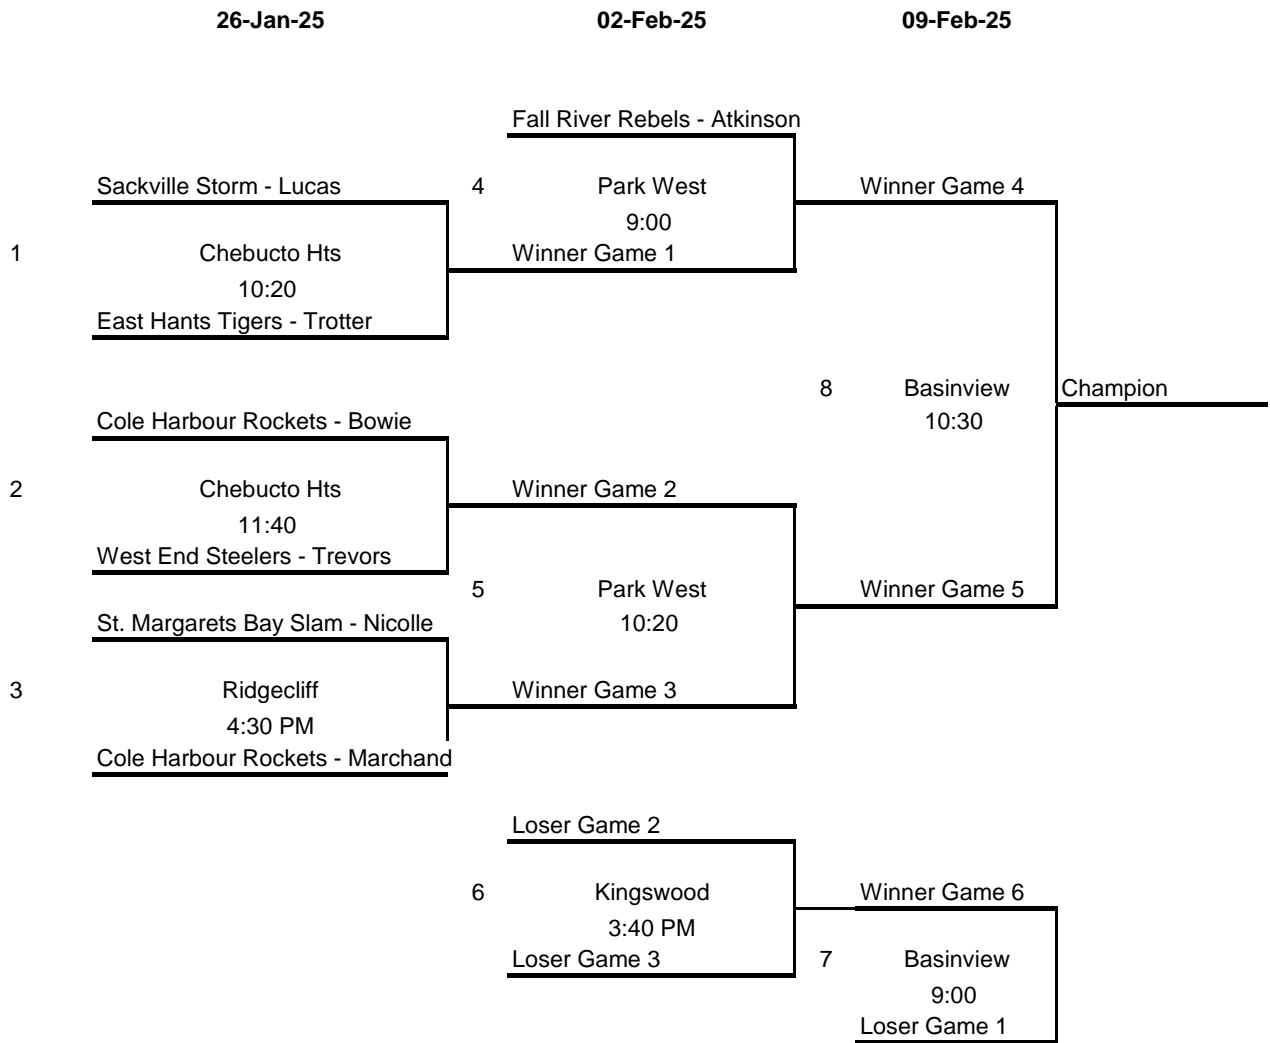 26-Jan-25 02-Feb-25 09-Feb-25
Fall River Rebels - Atkinson
Sackville Storm - Lucas 4 Park West Winner Game 4
9:00
1 Chebucto Hts Winner Game 1
10:20
East Hants Tigers - Trotter
8 Basinview Champion
Cole Harbour Rockets - Bowie 10:30
2 Chebucto Hts Winner Game 2
11:40
West End Steelers - Trevors
5 Park West Winner Game 5
St. Margarets Bay Slam - Nicolle 10:20
3 Ridgecliff Winner Game 3
4:30 PM
Cole Harbour Rockets - Marchand
Loser Game 2
6 Kingswood Winner Game 6
3:40 PM
Loser Game 3 7 Basinview
9:00
Loser Game 1